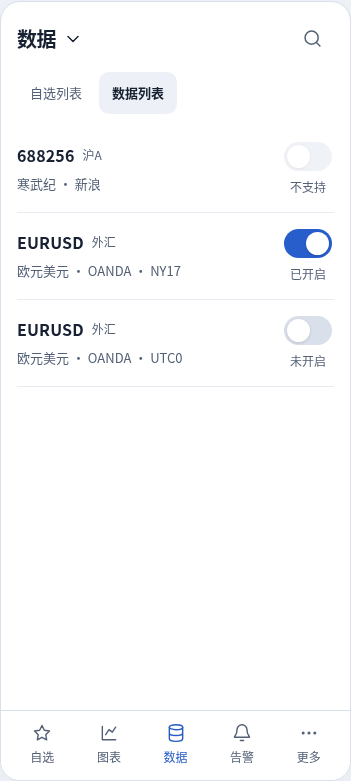 数据
自选列表 数据列表
688256 沪A
寒武纪 • 新浪
不支持
EURUSD 外汇
欧元美元 • OANDA • NY17
已开启
EURUSD 外汇
欧元美元 • OANDA • UTC0
未开启
自选 图表 数据 告警 更多